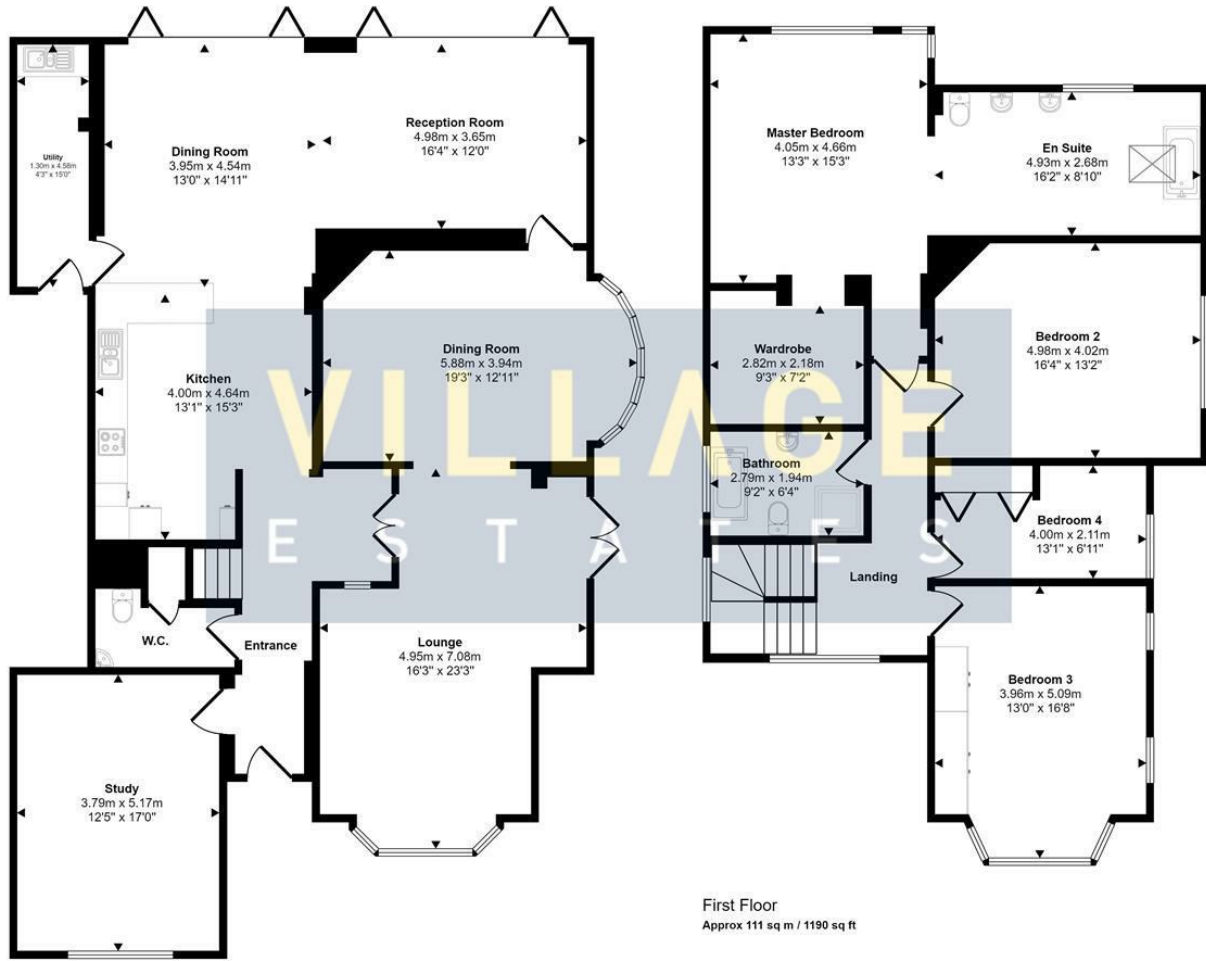 Utility
1.30m x 4.58m
4'3" x 15'0"
Dining Room
3.95m x 4.54m
13'0" x 14'11"
Reception Room
4.98m x 3.65m
16'4" x 12'0"
Kitchen
4.00m x 4.64m
13'1" x 15'3"
Dining Room
5.88m x 3.94m
19'3" x 12'11"
W.C.
Entrance
Lounge
4.95m x 7.08m
16'3" x 23'3"
Study
3.79m x 5.17m
12'5" x 17'0"
Master Bedroom
4.05m x 4.66m
13'3" x 15'3"
En Suite
4.93m x 2.68m
16'2" x 8'10"
Wardrobe
2.82m x 2.18m
9'3" x 7'2"
Bedroom 2
4.98m x 4.02m
16'4" x 13'2"
Bathroom
2.79m x 1.94m
9'2" x 6'4"
Bedroom 4
4.00m x 2.11m
13'1" x 6'11"
Landing
Bedroom 3
3.96m x 5.09m
13'0" x 16'8"
First Floor
Approx 111 sq m / 1190 sq ft
VILLAGE
ESTATES